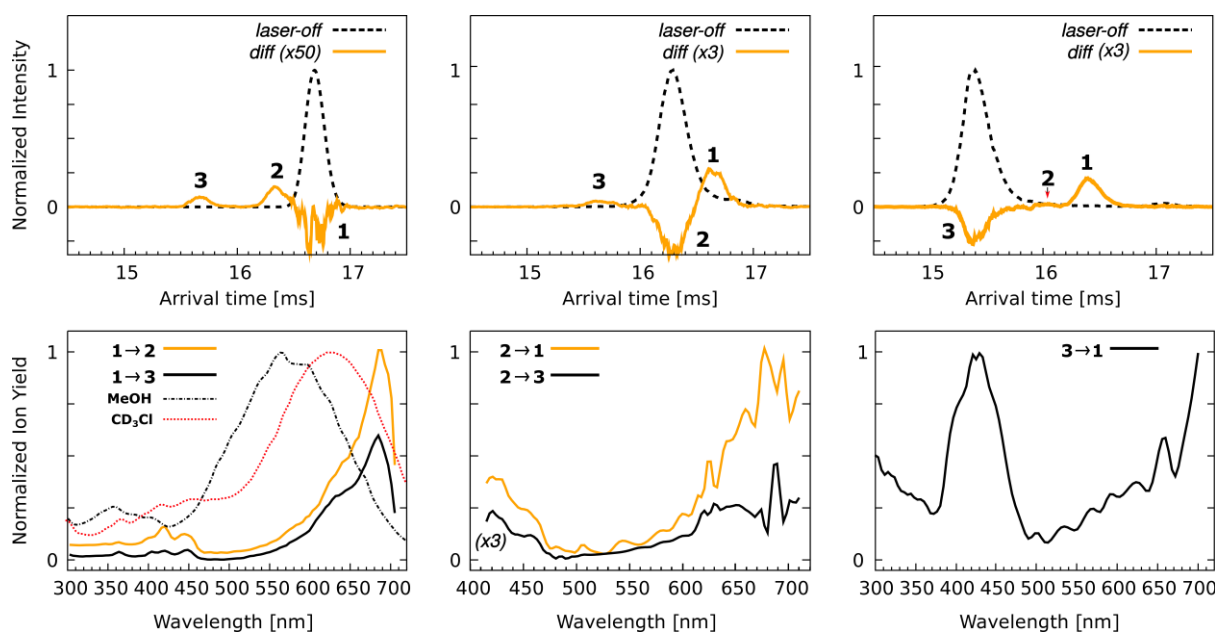 laser-off
diff (x50)
1
0
3
2
1
15
16
17
Arrival time [ms]
Normalized Intensity
laser-off
diff (x3)
1
0
3
1
2
15
16
17
Arrival time [ms]
laser-off
diff (x3)
1
0
3
2
1
15
16
17
Arrival time [ms]
1→2
1→3
MeOH
CD₃Cl
1
0
300 350 400 450 500 550 600 650 700
Wavelength [nm]
Normalized Ion Yield
2→1
2→3
1
0
(x3)
400 450 500 550 600 650 700
Wavelength [nm]
3→1
1
0
300 350 400 450 500 550 600 650 700
Wavelength [nm]